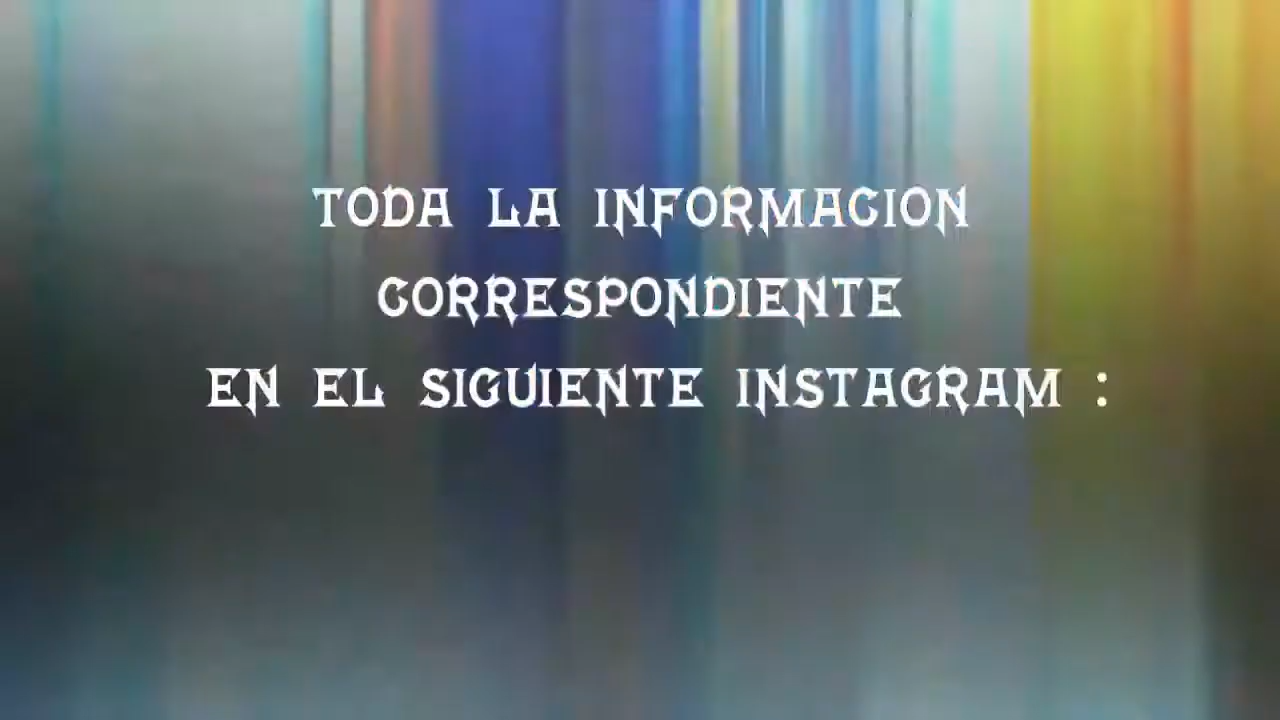 TODA LA INFORMACION
CORRESPONDIENTE
EN EL SIGUIENTE INSTAGRAM :